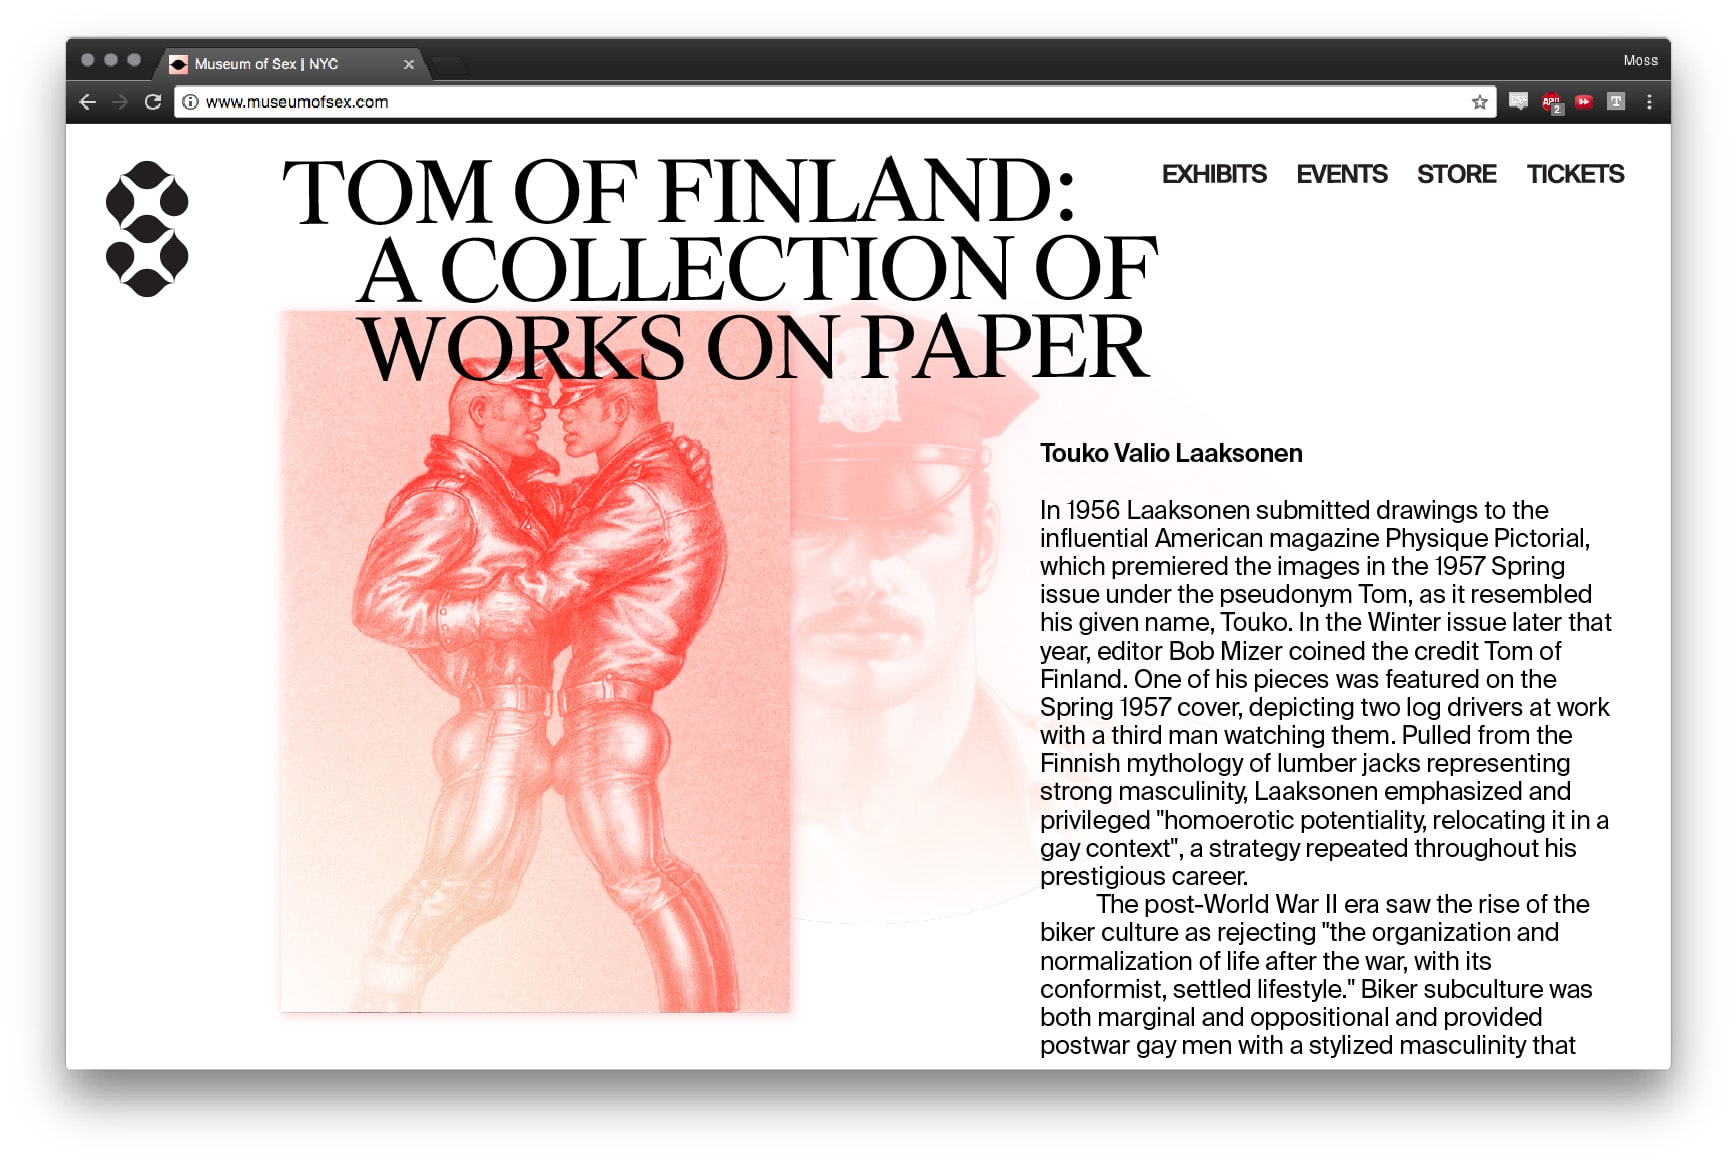 Museum of Sex | NYC
Moss
www.museumofsex.com
CSS
ABP
2
T
TOM OF FINLAND:
A COLLECTION OF
WORKS ON PAPER
EXHIBITS EVENTS STORE TICKETS
Touko Valio Laaksonen
In 1956 Laaksonen submitted drawings to the
influential American magazine Physique Pictorial,
which premiered the images in the 1957 Spring
issue under the pseudonym Tom, as it resembled
his given name, Touko. In the Winter issue later that
year, editor Bob Mizer coined the credit Tom of
Finland. One of his pieces was featured on the
Spring 1957 cover, depicting two log drivers at work
with a third man watching them. Pulled from the
Finnish mythology of lumber jacks representing
strong masculinity, Laaksonen emphasized and
privileged "homoerotic potentiality, relocating it in a
gay context", a strategy repeated throughout his
prestigious career.
The post-World War II era saw the rise of the
biker culture as rejecting "the organization and
normalization of life after the war, with its
conformist, settled lifestyle." Biker subculture was
both marginal and oppositional and provided
postwar gay men with a stylized masculinity that